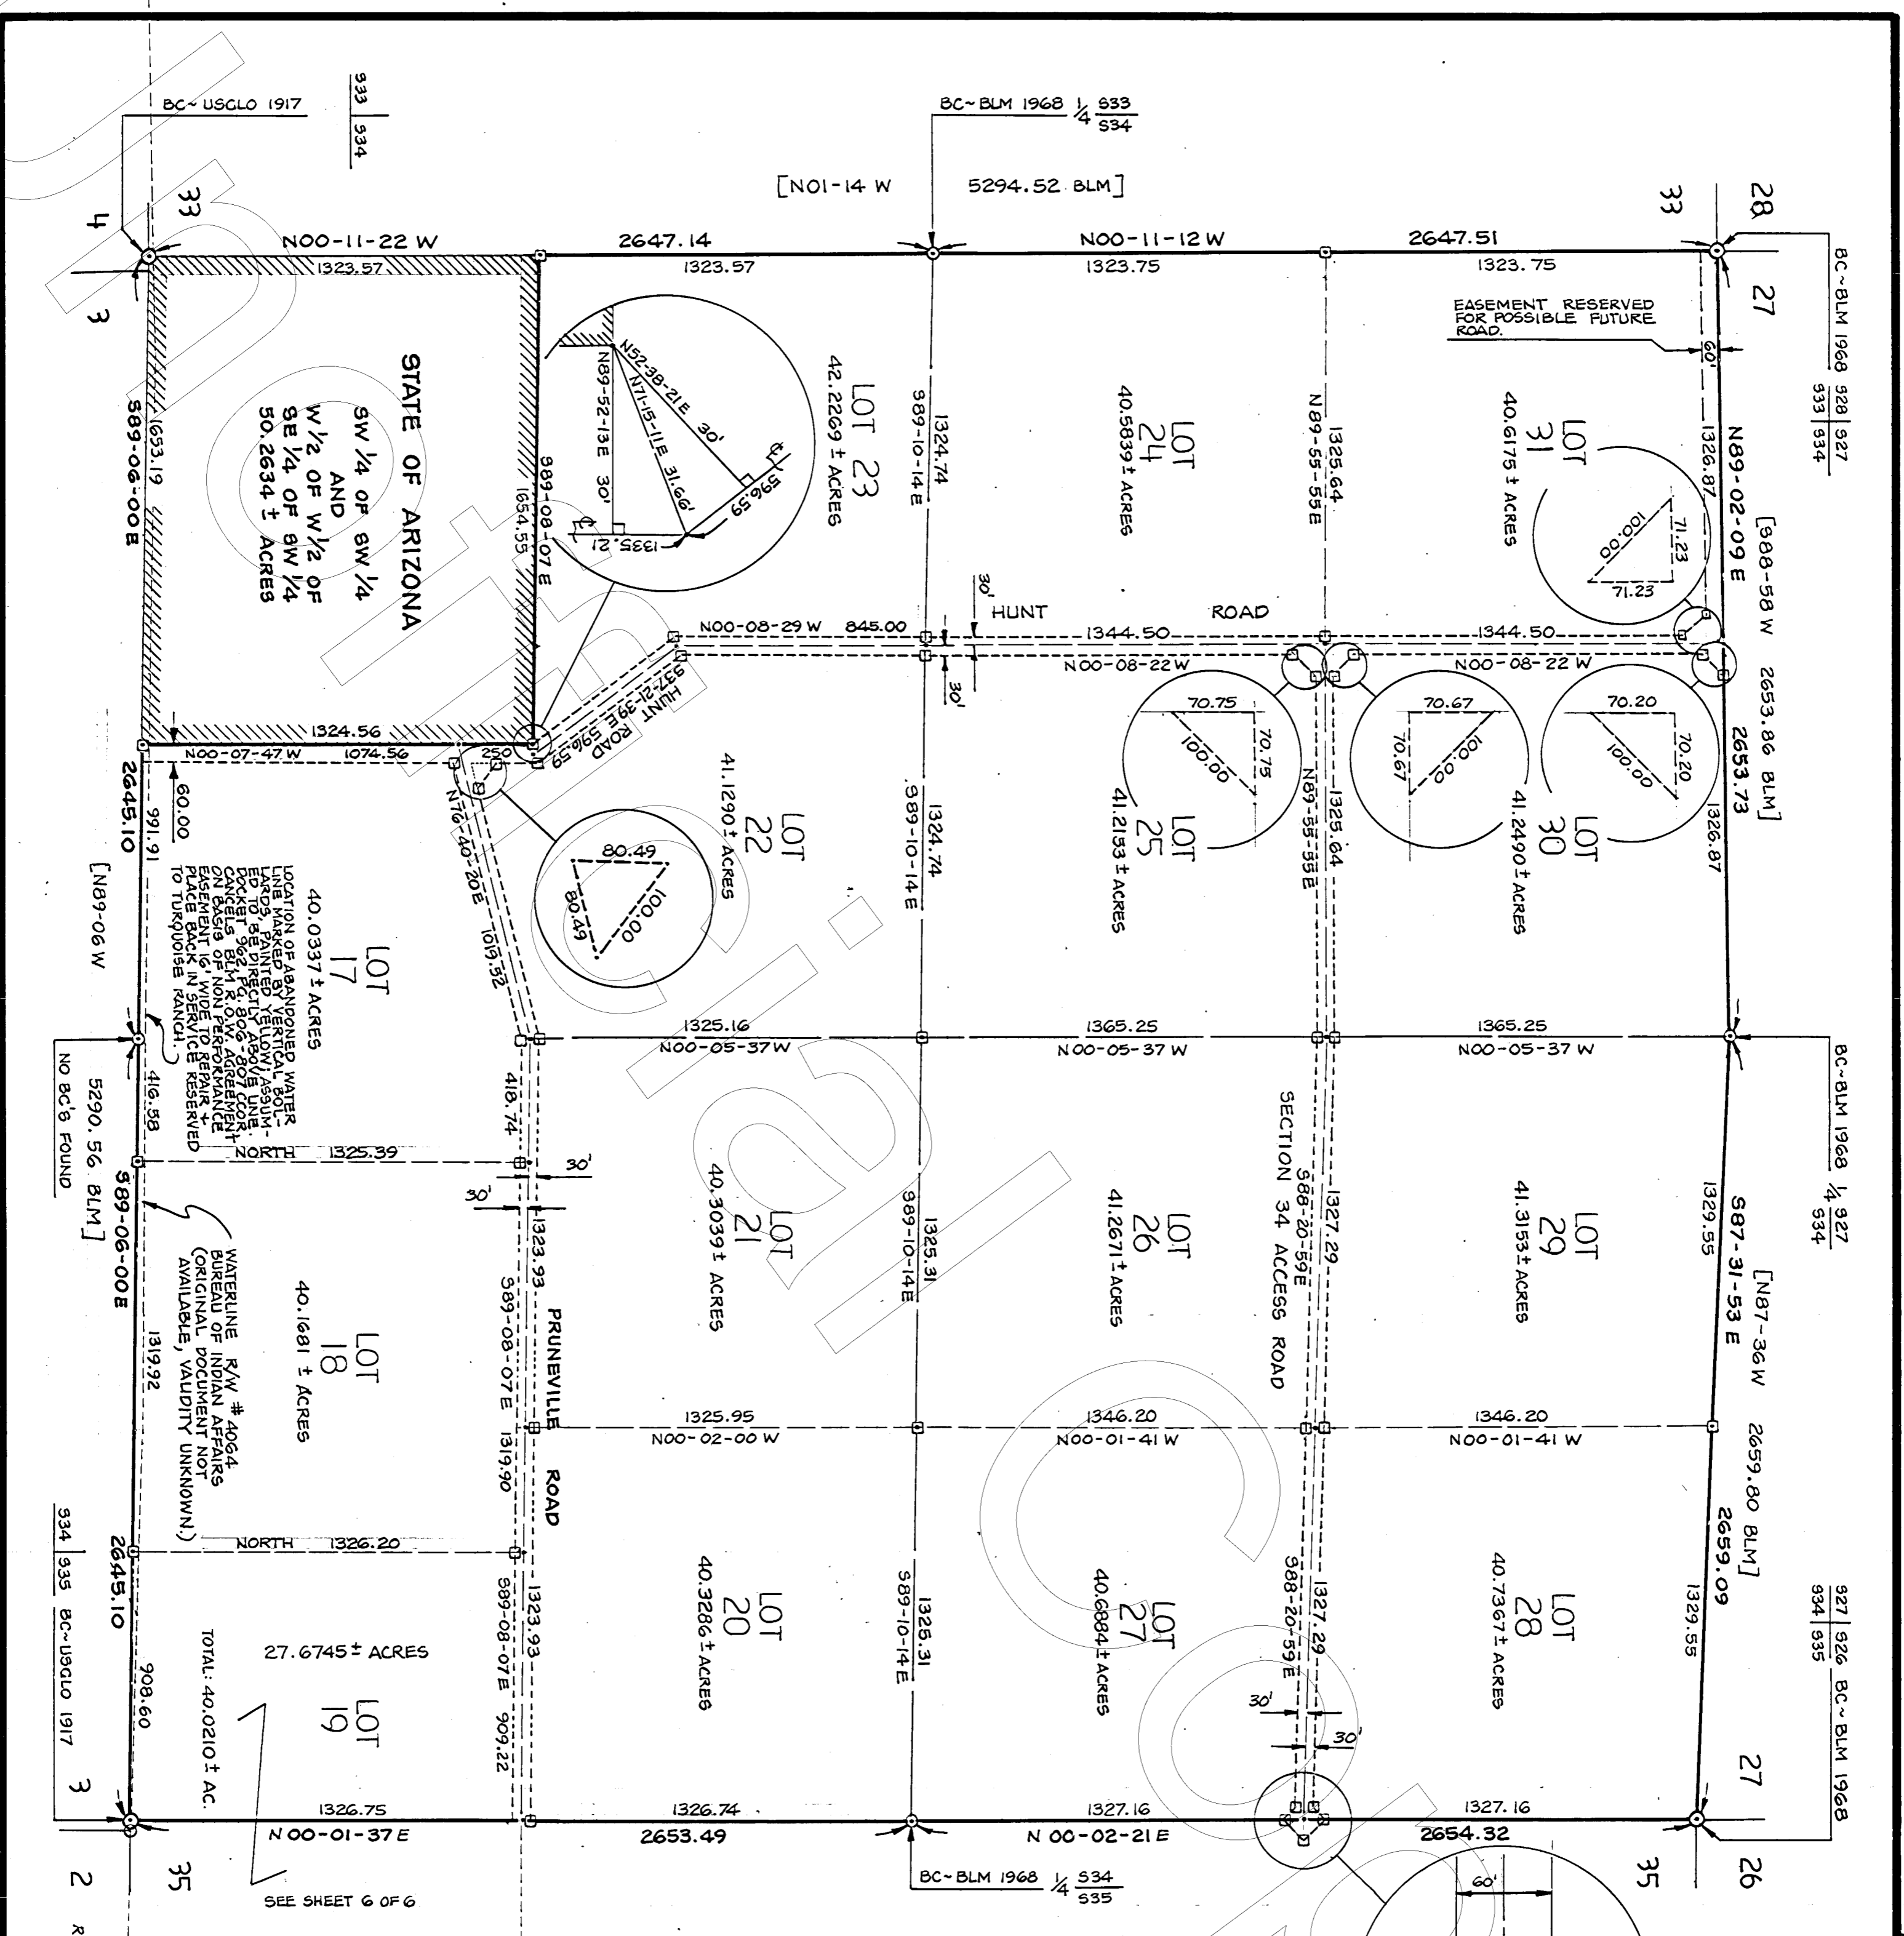 BC~USGLO 1917
S33
S34
BC~BLM 1968 1/4 S33
S34
[N01-14 W 5294.52 BLM]
33
4
3
33
28
27
BC~BLM 1968
S28 S27
S33 S34
N00-11-22 W 2647.14 N00-11-12 W 2647.51
1323.57 1323.57 1323.75 1323.75
EASEMENT RESERVED
FOR POSSIBLE FUTURE
ROAD.
60'
N89-02-09 E
1326.87
[S88-58 W 2653.86 BLM]
2653.73
1326.87
STATE OF ARIZONA
SW 1/4 OF SW 1/4
AND
W 1/2 OF W 1/2 OF
SE 1/4 OF SW 1/4
50.2634 ± ACRES
1653.19
S89-06-00 E
S89-08-07 E
1654.55
1324.56
N00-07-47 W 1074.56 250
60.00
N52-38-21E 30'
N71-15-11E 31.66'
N89-52-13E 30'
596.59
1335.21
LOT
23
42.2269 ± ACRES
1324.74
S89-10-14 E
LOT
24
40.5839 ± ACRES
1325.64
N89-55-55E
LOT
31
40.6175 ± ACRES
71.23
100.00
71.23
30'
HUNT ROAD
N00-08-29 W 845.00
1344.50
1344.50
N00-08-22 W
N00-08-22 W
30'
HUNT ROAD
S37-21-39E 596.59
70.75
70.75
100.00
70.67
70.67
100.00
70.20
70.20
100.00
LOT
22
41.1290 ± ACRES
1324.74
S89-10-14 E
LOT
25
41.2153 ± ACRES
1325.64
N89-55-55E
LOT
30
41.2490 ± ACRES
80.49
80.49
100.00
N76-40-20E 1019.32
2645.10
991.91
[N89-06 W 5290.56 BLM]
LOT
17
40.0337 ± ACRES
LOCATION OF ABANDONED WATER
LINE MARKED BY VERTICAL BOL-
LARDS, PAINTED YELLOW, ASSUM-
ED TO BE DIRECTLY ABOVE LINE.
DOCKET 962, PG. 806-807 CCOR,
CANCELS BLM R.O.W. AGREEMENT
ON BASIS OF NON PERFORMANCE
EASEMENT 16' WIDE TO REPAIR +
PLACE BACK IN SERVICE RESERVED
TO TURQUOISE RANCH.
NO BC'S FOUND
416.58
1325.16
N00-05-37 W
1365.25
N00-05-37 W
1365.25
N00-05-37 W
BC~BLM 1968 1/4 S27
S34
418.74
NORTH 1325.39
30'
30'
S89-06-00 E
1319.92
WATERLINE R/W # 4064
BUREAU OF INDIAN AFFAIRS
(ORIGINAL DOCUMENT NOT
AVAILABLE, VALIDITY UNKNOWN.)
LOT
18
40.1681 ± ACRES
1323.93
S89-08-07E 1319.90
PRUNEVILLE ROAD
LOT
21
40.3039 ± ACRES
1325.31
S89-10-14E
LOT
26
41.2671 ± ACRES
SECTION 34 ACCESS ROAD
S88-20-59E
1327.29
LOT
29
41.3153 ± ACRES
1329.55
S87-31-53 E
[N87-36 W 2659.80 BLM]
2659.09
1325.95
N00-02-00 W
1346.20
N00-01-41 W
1346.20
N00-01-41 W
NORTH 1326.20
S34 S35 BC~USGLO 1917
2645.10
908.60
TOTAL: 40.0210 ± AC.
27.6745 ± ACRES
LOT
19
1323.93
S89-08-07E 909.22
LOT
20
40.3286 ± ACRES
1325.31
S89-10-14 E
LOT
27
40.6884 ± ACRES
S88-20-59E
1327.29
30'
30'
LOT
28
40.7367 ± ACRES
1329.55
S27 S26 BC~BLM 1968
S34 S35
27
3
1326.75 1326.74 1327.16 1327.16
N00-01-37 E 2653.49 N 00-02-21 E 2654.32
BC~BLM 1968 1/4 S34
S35
SEE SHEET 6 OF 6
2
35
35
26
60'
R